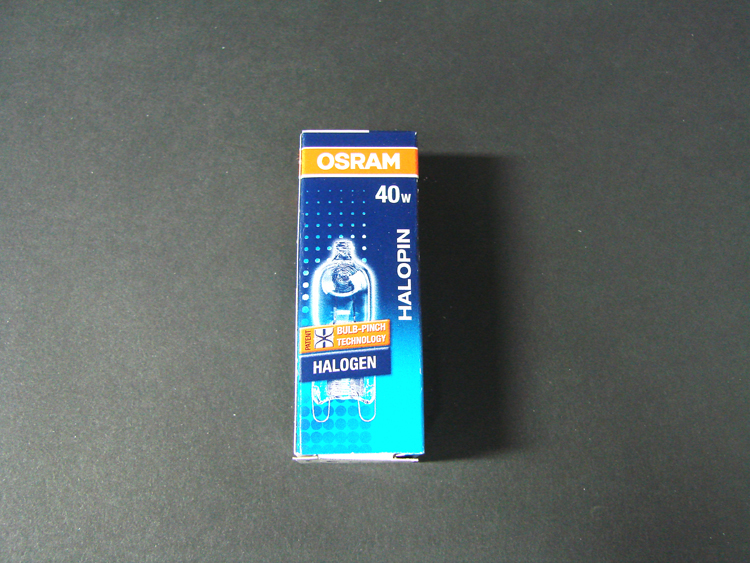 OSRAM
40W
HALOPIN
PATENT
BULB-PINCH
TECHNOLOGY
HALOGEN